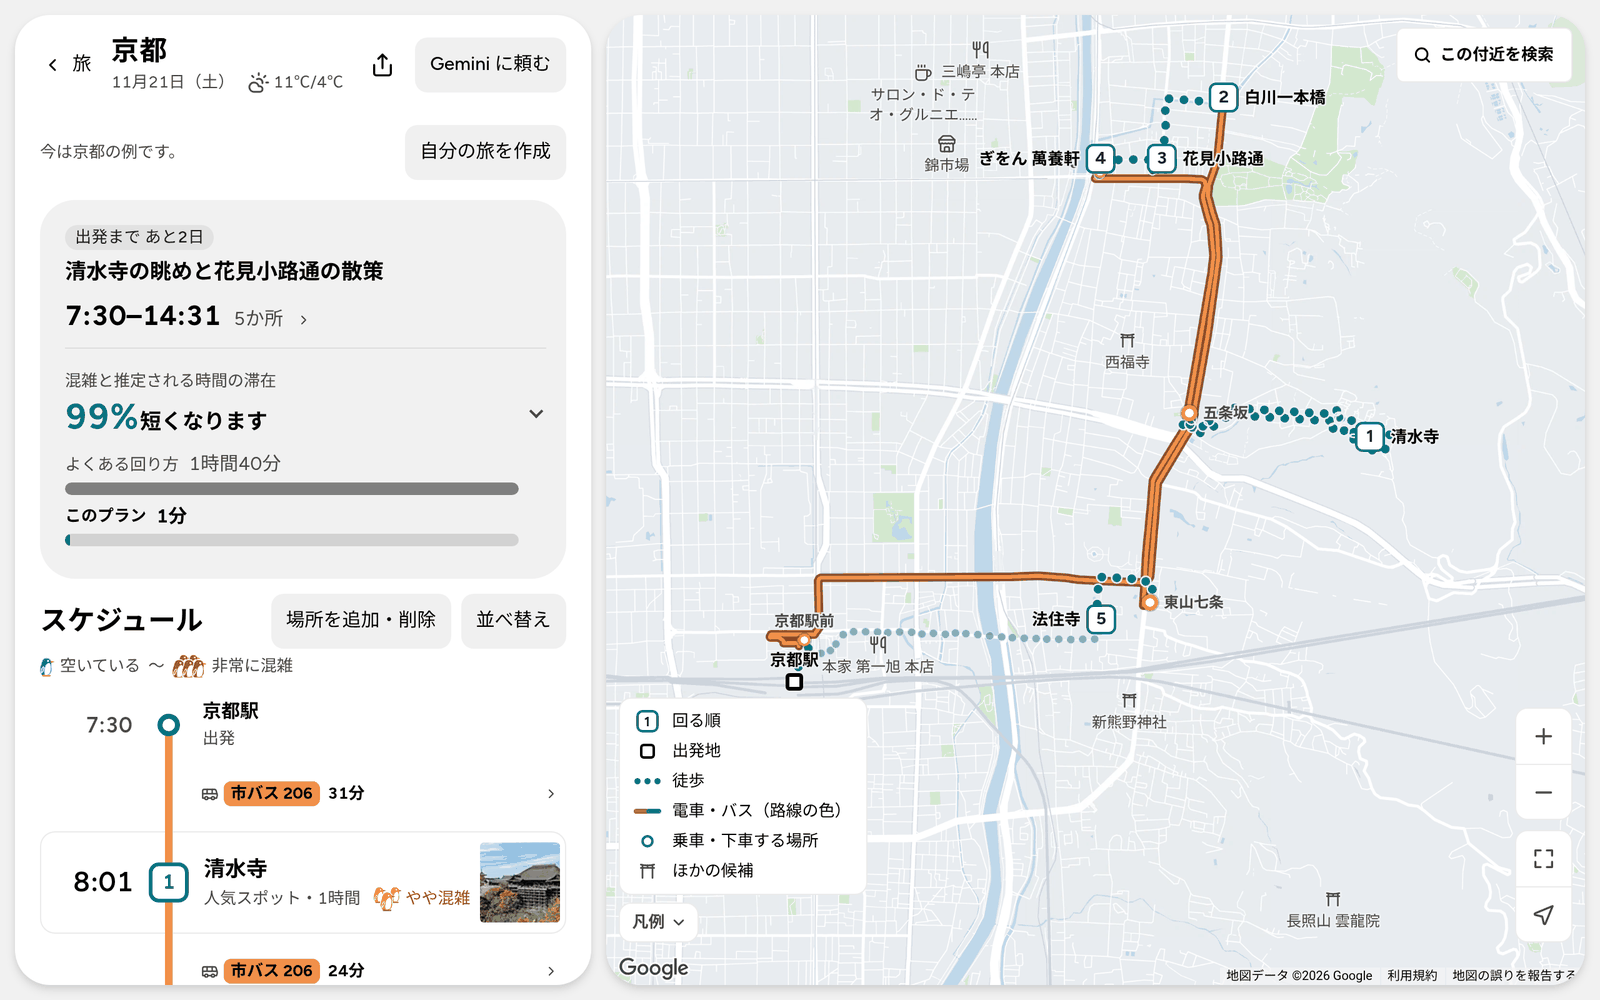 旅
京都
11月21日（土）
11°C/4°C
Gemini に頼む
今は京都の例です。
自分の旅を作成
出発まで あと2日
清水寺の眺めと花見小路通の散策
7:30–14:31
5か所
混雑と推定される時間の滞在
99%短くなります
よくある回り方 1時間40分
このプラン 1分
スケジュール
場所を追加・削除
並べ替え
空いている ～ 非常に混雑
7:30
京都駅
出発
市バス 206 31分
8:01
1
清水寺
人気スポット・1時間
やや混雑
市バス 206 24分
この付近を検索
三嶋亭 本店
サロン・ド・テ
オ・グルニエ......
錦市場
2 白川一本橋
ぎをん 萬養軒 4
3 花見小路通
西福寺
五条坂
1 清水寺
東山七条
法住寺 5
京都駅前
京都駅
本家 第一旭 本店
新熊野神社
長照山 雲龍院
1 回る順
出発地
徒歩
電車・バス（路線の色）
乗車・下車する場所
ほかの候補
凡例
Google
地図データ ©2026 Google
利用規約
地図の誤りを報告する